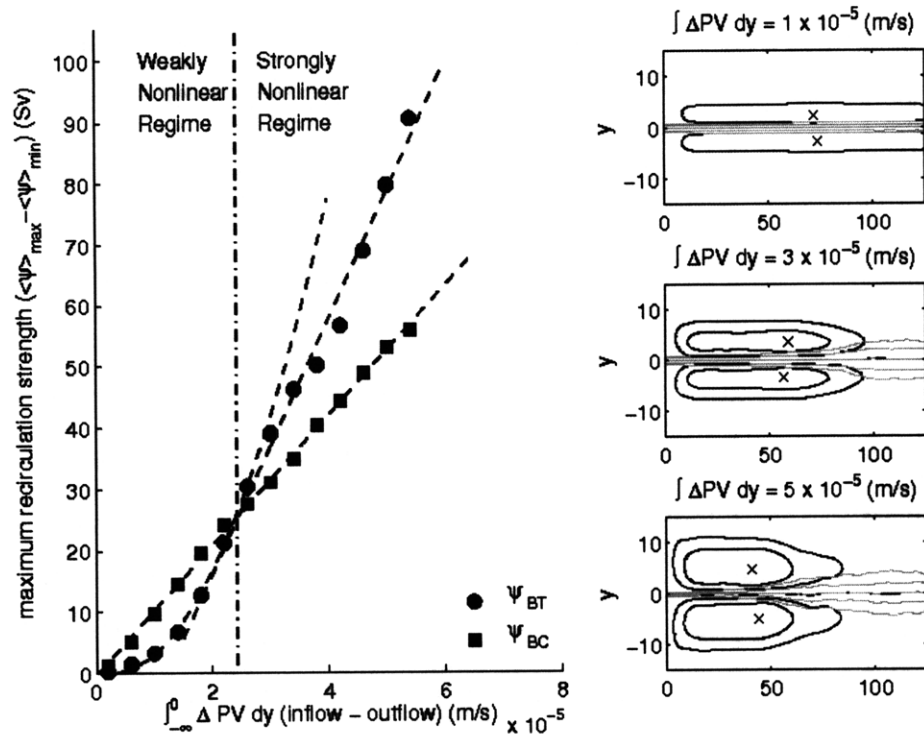 maximum recirculation strength (<ψ>max−<ψ>min) (Sv)
100
90
80
70
60
50
40
30
20
10
0
Weakly
Nonlinear
Regime
Strongly
Nonlinear
Regime
ψBT
ψBC
0 2 4 6 8
∫⁰₋∞ Δ PV dy (inflow − outflow) (m/s) x 10⁻⁵
∫ ΔPV dy = 1 x 10⁻⁵ (m/s)
y
10
0
−10
0 50 100
∫ ΔPV dy = 3 x 10⁻⁵ (m/s)
y
10
0
−10
0 50 100
∫ ΔPV dy = 5 x 10⁻⁵ (m/s)
y
10
0
−10
0 50 100